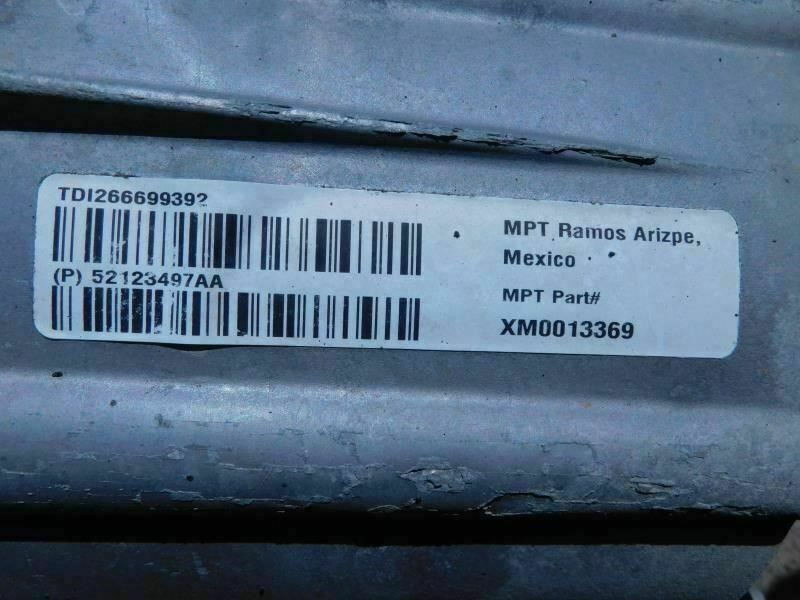 TDI266699392
(P) 52123497AA
MPT Ramos Arizpe,
Mexico
MPT Part#
XM0013369